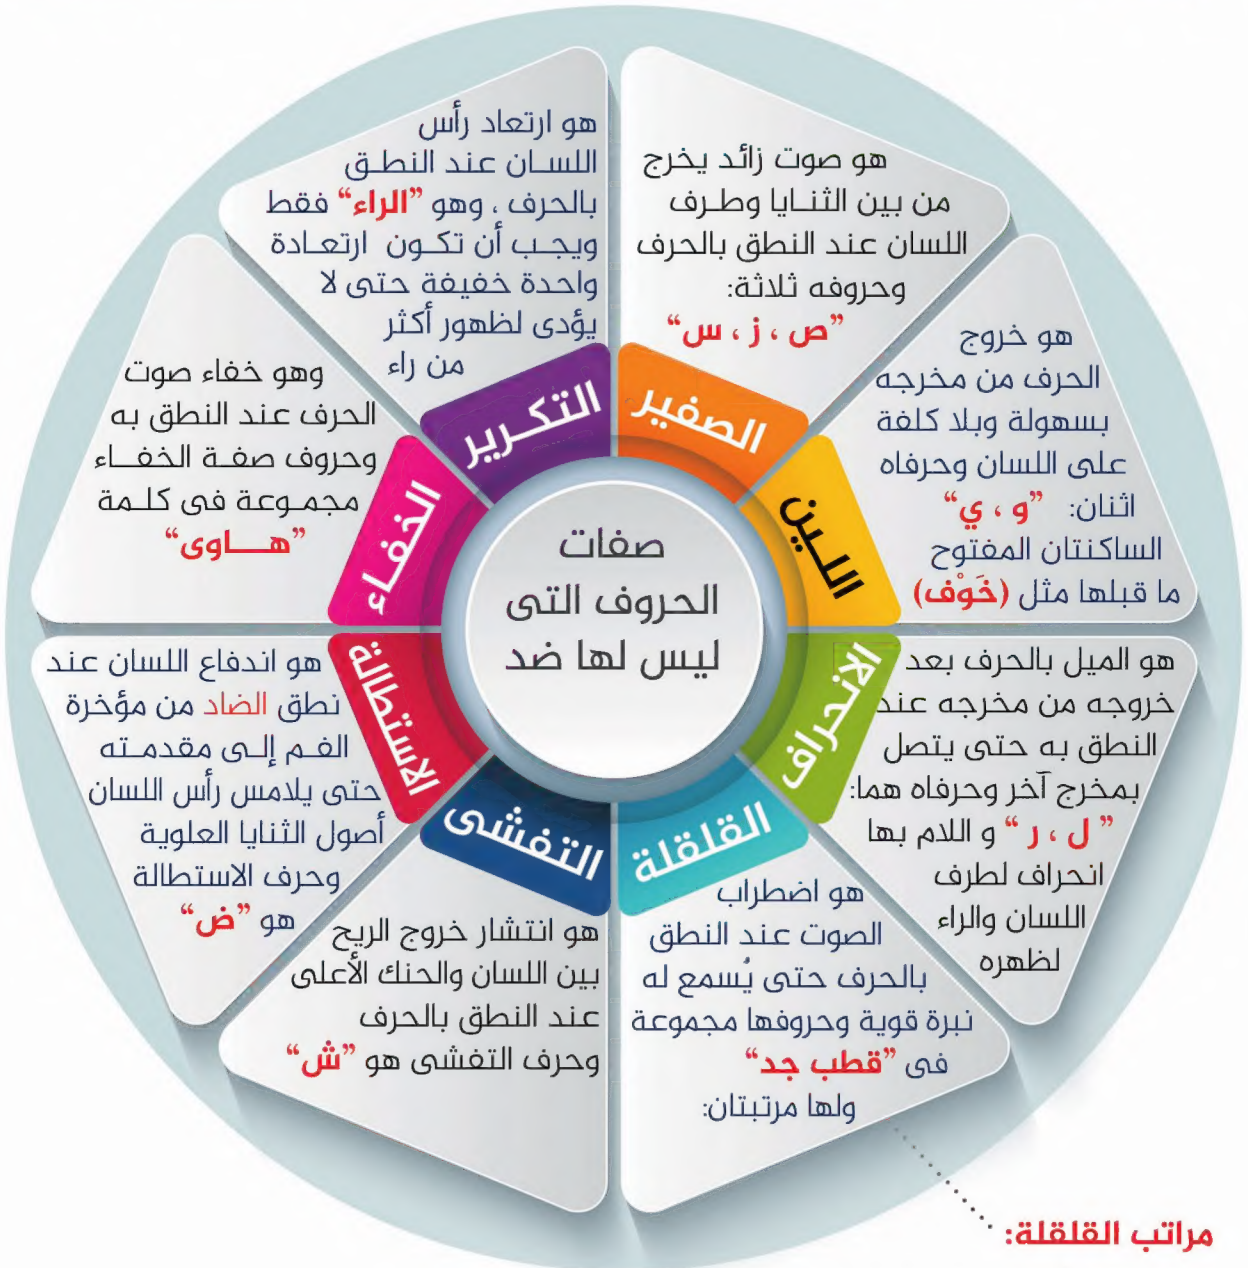 صفات
الحروف التى
ليس لها ضد
الصفير
هو صوت زائد يخرج
من بين الثنايا وطرف
اللسان عند النطق بالحرف
وحروفه ثلاثة:
”ص ، ز ، س“
اللين
هو خروج
الحرف من مخرجه
بسهولة وبلا كلفة
على اللسان وحرفاه
اثنان: ”و ، ي“
الساكنتان المفتوح
ما قبلها مثل (خَوْف)
الانحراف
هو الميل بالحرف بعد
خروجه من مخرجه عند
النطق به حتى يتصل
بمخرج آخر وحرفاه هما:
”ل ، ر“ و اللام بها
انحراف لطرف
اللسان والراء
لظهره
القلقلة
هو اضطراب
الصوت عند النطق
بالحرف حتى يُسمع له
نبرة قوية وحروفها مجموعة
فى ”قطب جد“
ولها مرتبتان:
مراتب القلقلة:
التفشى
هو انتشار خروج الريح
بين اللسان والحنك الأعلى
عند النطق بالحرف
وحرف التفشى هو ”ش“
الاستطالة
هو اندفاع اللسان عند
نطق الضاد من مؤخرة
الفم إلى مقدمته
حتى يلامس رأس اللسان
أصول الثنايا العلوية
وحرف الاستطالة
هو ”ض“
الخفاء
وهو خفاء صوت
الحرف عند النطق به
وحروف صفة الخفاء
مجموعة فى كلمة
”هاوى“
التكرير
هو ارتعاد رأس
اللسان عند النطق
بالحرف ، وهو ”الراء“ فقط
ويجب أن تكون ارتعادة
واحدة خفيفة حتى لا
يؤدى لظهور أكثر
من راء